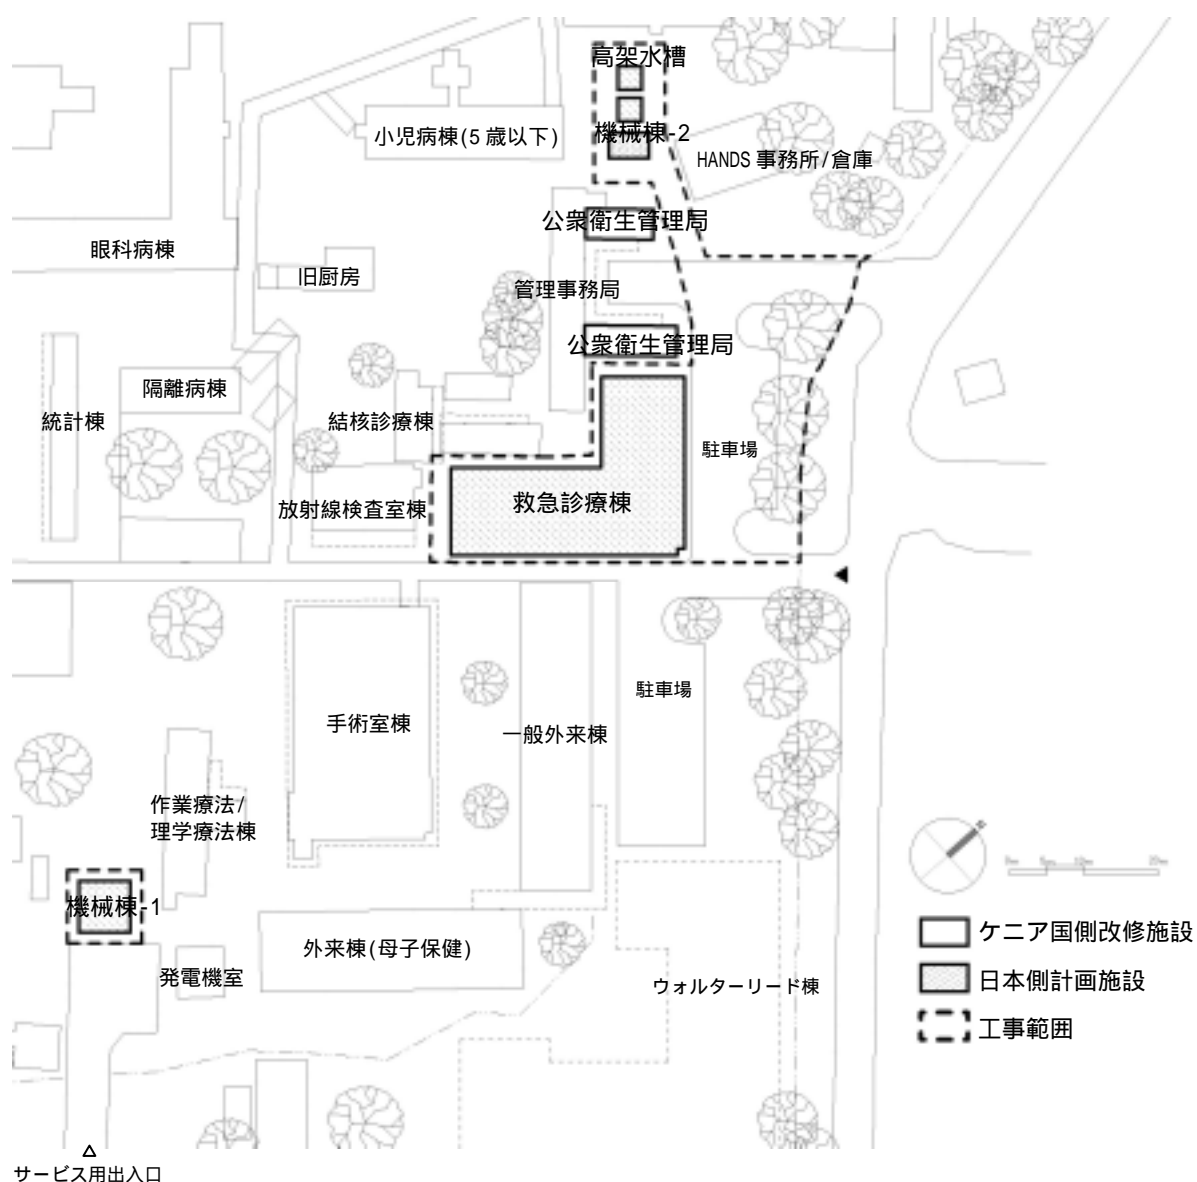 高架水槽
小児病棟(5 歳以下)
機械棟-2
HANDS 事務所/倉庫
公衆衛生管理局
眼科病棟
旧厨房
管理事務局
公衆衛生管理局
隔離病棟
統計棟
結核診療棟
駐車場
放射線検査室棟
救急診療棟
駐車場
手術室棟
一般外来棟
作業療法/
理学療法棟
機械棟-1
外来棟(母子保健)
発電機室
ウォルターリード棟
ケニア国側改修施設
日本側計画施設
工事範囲
サービス用出入口